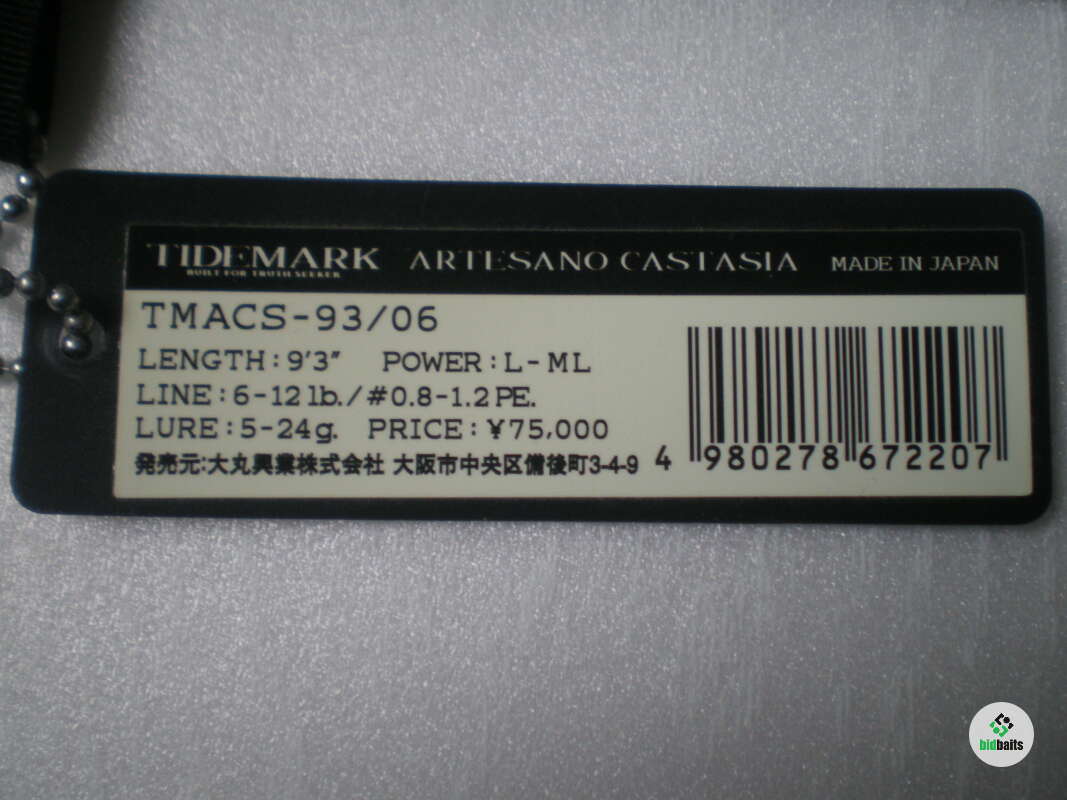 TIDEMARK ARTESANO CASTASIA MADE IN JAPAN
BUILT FOR TRUTH SEEKER
TMACS-93/06
LENGTH:9'3" POWER:L-ML
LINE:6-12lb./#0.8-1.2PE.
LURE:5-24g. PRICE:¥75,000
発売元:大丸興業株式会社 大阪市中央区備後町3-4-9
4 980278 672207
bidbaits